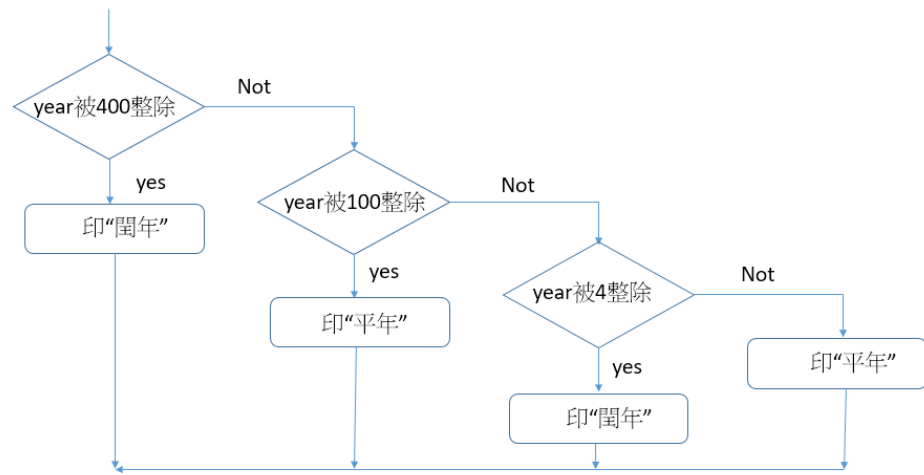 Not
year被400整除
yes
Not
year被100整除
印“閏年”
yes
Not
year被4整除
印“平年”
yes
印“平年”
印“閏年”